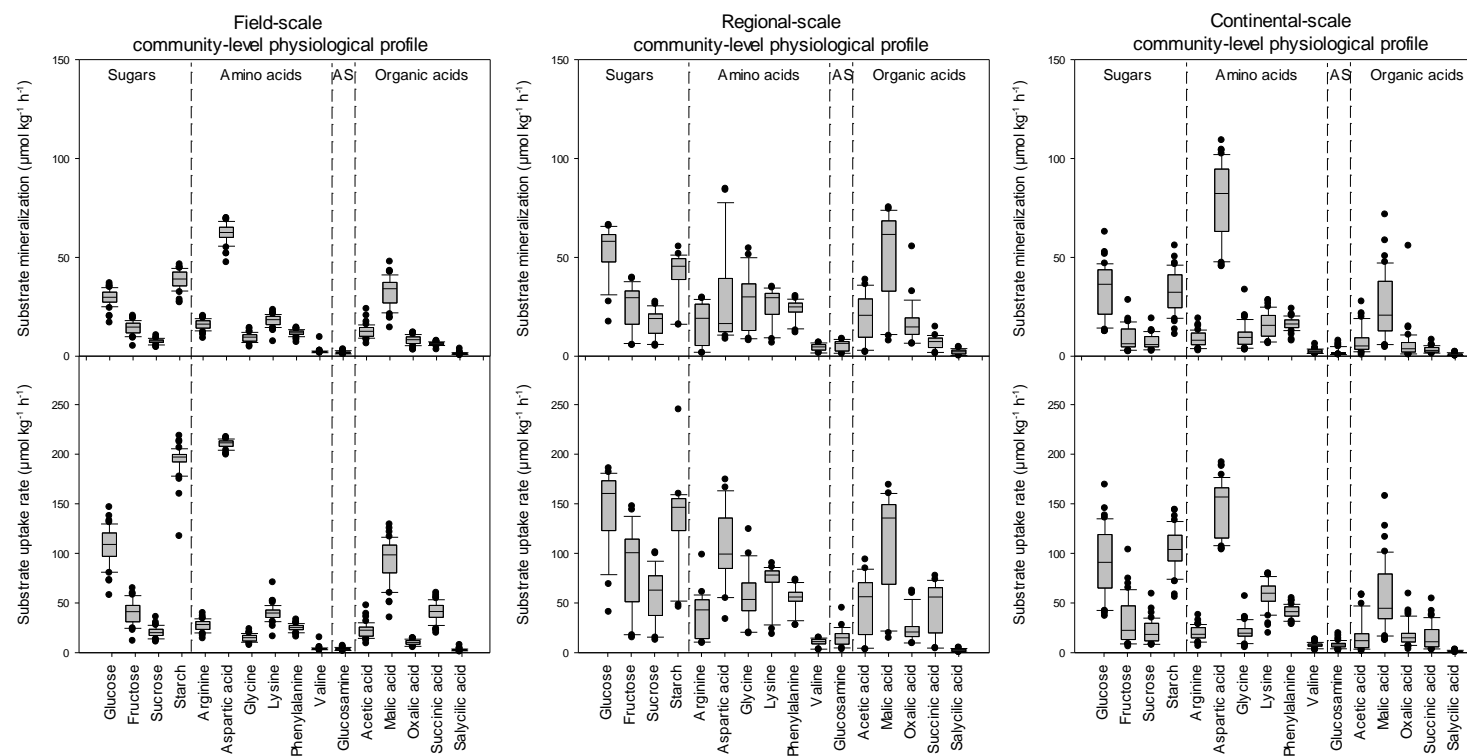 Field-scale
community-level physiological profile
Regional-scale
community-level physiological profile
Continental-scale
community-level physiological profile
Substrate mineralization (µmol kg⁻¹ h⁻¹)
150
100
50
0
Sugars
Amino acids
AS
Organic acids
Substrate mineralization (µmol kg⁻¹ h⁻¹)
150
100
50
0
Sugars
Amino acids
AS
Organic acids
Substrate mineralization (µmol kg⁻¹ h⁻¹)
150
100
50
0
Sugars
Amino acids
AS
Organic acids
Substrate uptake rate (µmol kg⁻¹ h⁻¹)
250
200
150
100
50
0
Substrate uptake rate (µmol kg⁻¹ h⁻¹)
250
200
150
100
50
0
Substrate uptake rate (µmol kg⁻¹ h⁻¹)
250
200
150
100
50
0
Glucose
Fructose
Sucrose
Starch
Arginine
Aspartic acid
Glycine
Lysine
Phenylalanine
Valine
Glucosamine
Acetic acid
Malic acid
Oxalic acid
Succinic acid
Salycilic acid
Glucose
Fructose
Sucrose
Starch
Arginine
Aspartic acid
Glycine
Lysine
Phenylalanine
Valine
Glucosamine
Acetic acid
Malic acid
Oxalic acid
Succinic acid
Salycilic acid
Glucose
Fructose
Sucrose
Starch
Arginine
Aspartic acid
Glycine
Lysine
Phenylalanine
Valine
Glucosamine
Acetic acid
Malic acid
Oxalic acid
Succinic acid
Salycilic acid